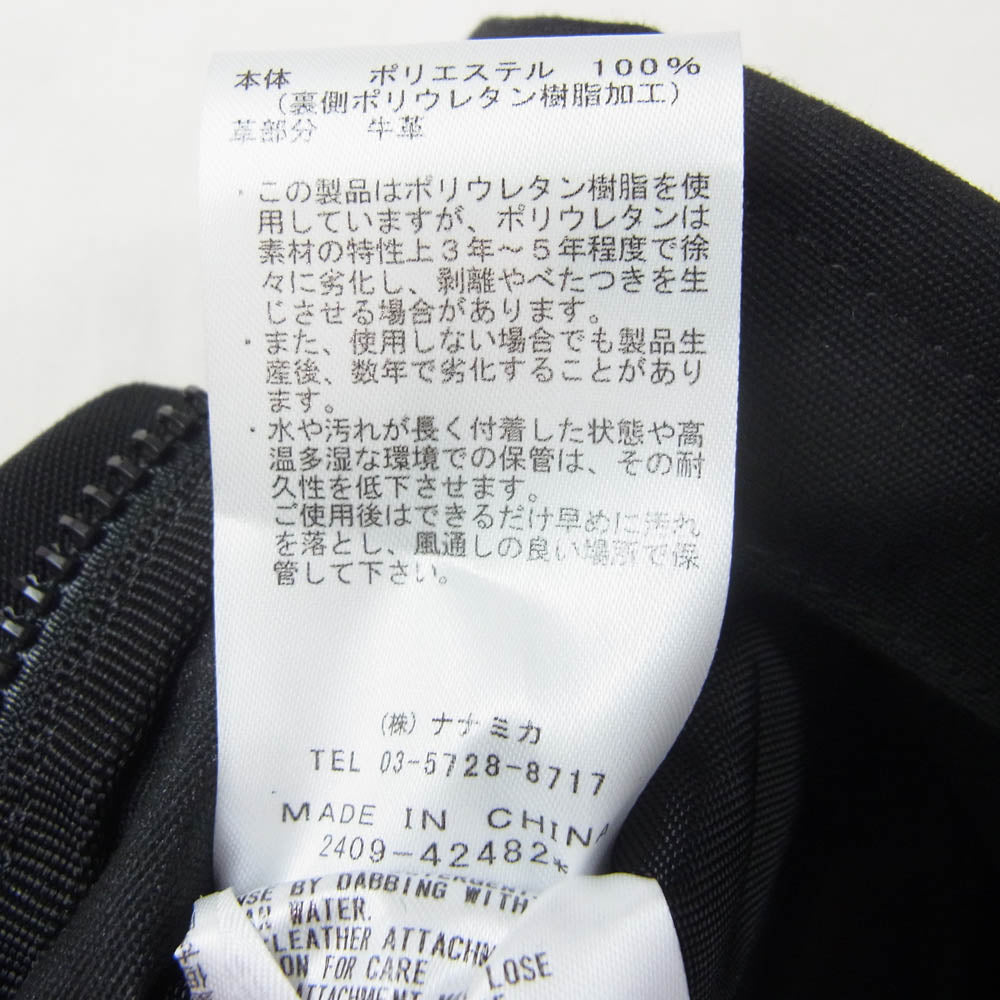 本体　ポリエステル　100%
(裏側ポリウレタン樹脂加工)
革部分　牛革
・この製品はポリウレタン樹脂を使
用していますが、ポリウレタンは
素材の特性上３年～５年程度で徐
々に劣化し、剥離やべたつきを生
じさせる場合があります。
・また、使用しない場合でも製品生
産後、数年で劣化することがあり
ます。
・水や汚れが長く付着した状態や高
温多湿な環境での保管は、その耐
久性を低下させます。
ご使用後はできるだけ早めに汚れ
を落とし、風通しの良い場所で保
管して下さい。
(株)ナナミカ
TEL 03-5728-8717
MADE IN CHINA
2409-42482*
BY DABBING WITH
WATER.
LEATHER ATTACHM
ON FOR CARE LOSE